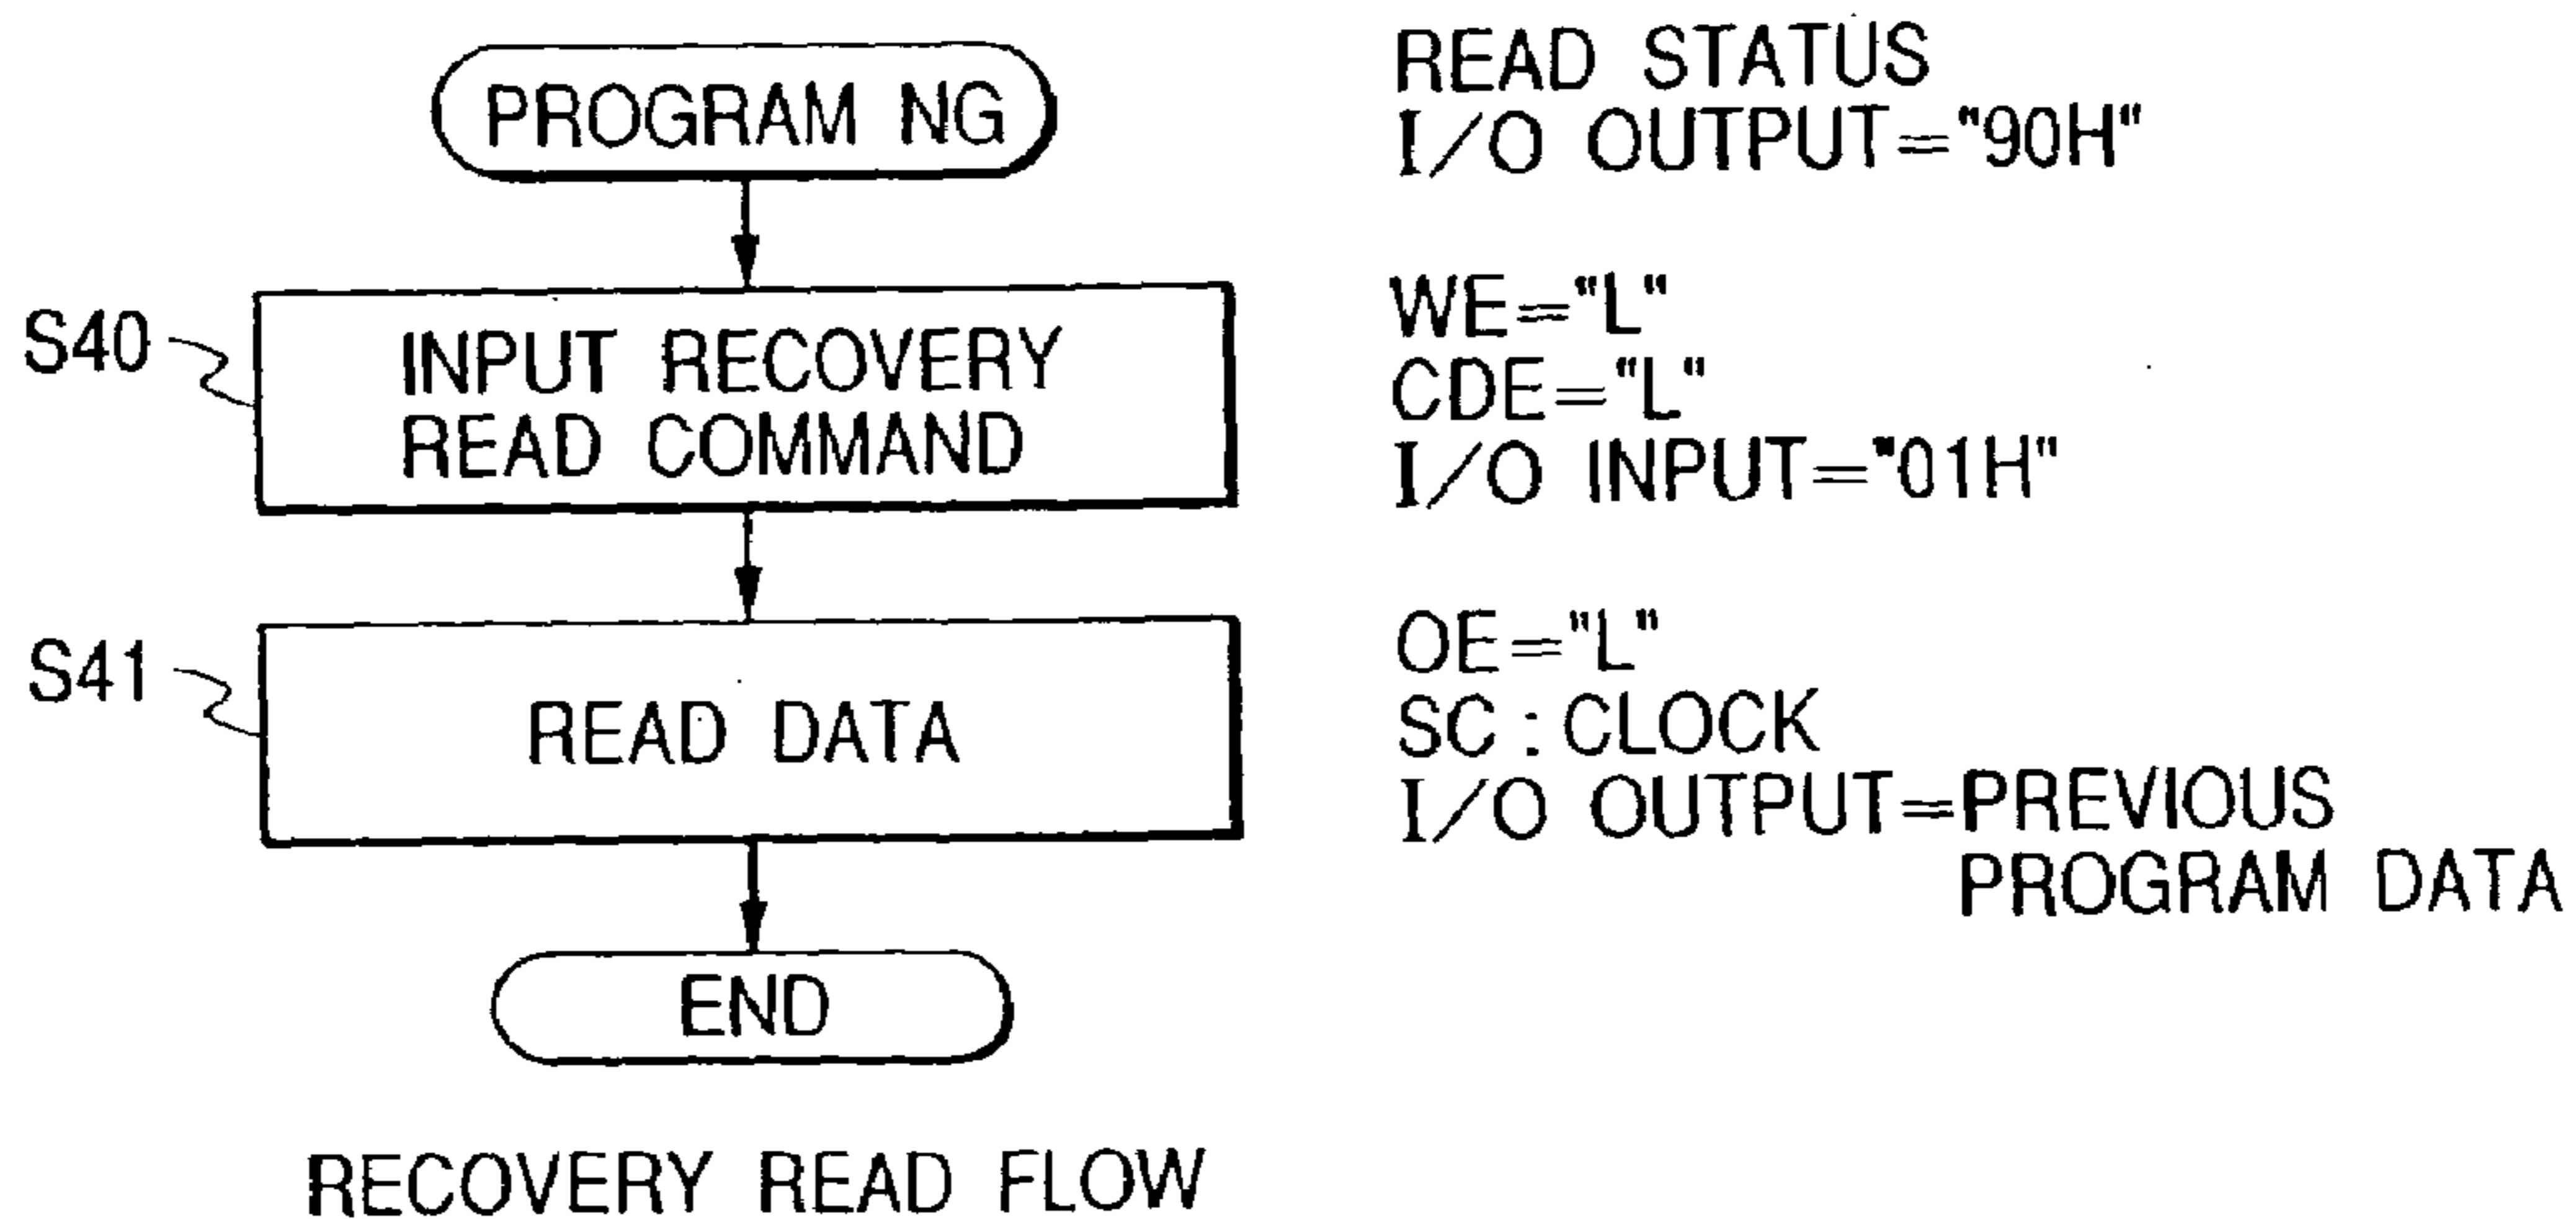 PROGRAM NG
READ STATUS
I/O OUTPUT="90H"
S40
INPUT RECOVERY
READ COMMAND
WE="L"
CDE="L"
I/O INPUT="01H"
S41
READ DATA
OE="L"
SC : CLOCK
I/O OUTPUT=PREVIOUS
PROGRAM DATA
END
RECOVERY READ FLOW